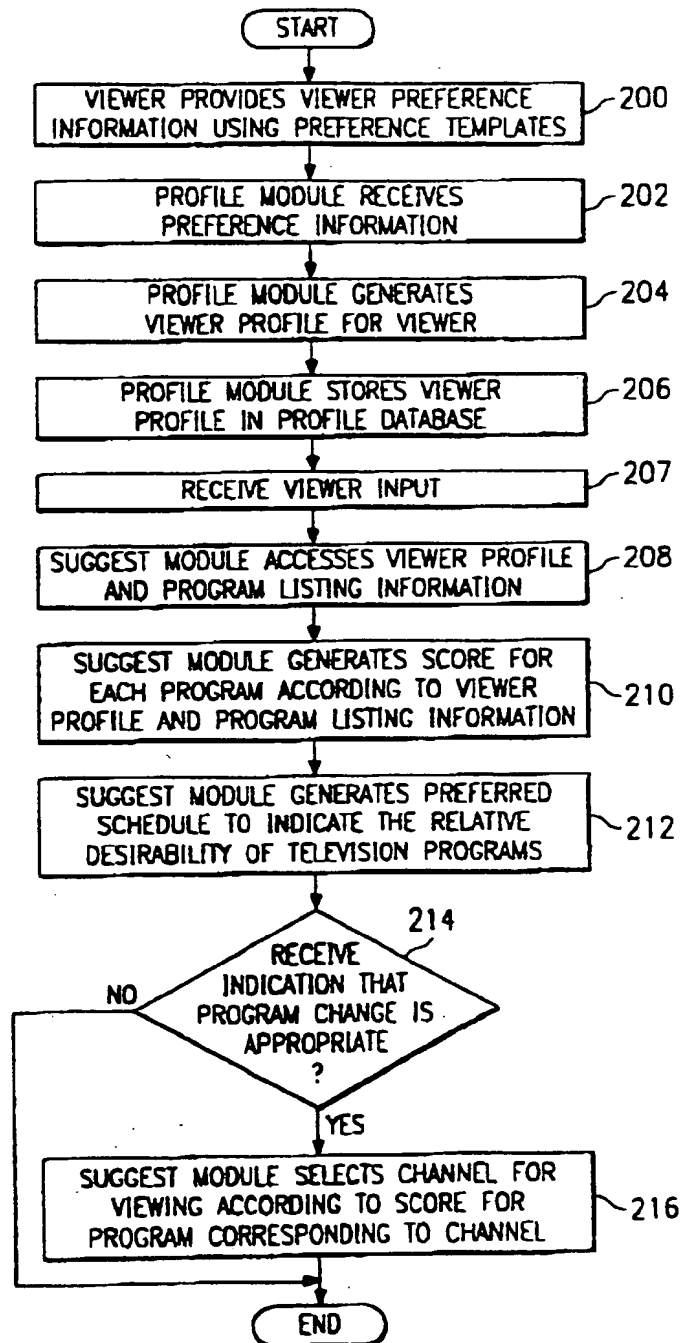 START
VIEWER PROVIDES VIEWER PREFERENCE
INFORMATION USING PREFERENCE TEMPLATES
200
PROFILE MODULE RECEIVES
PREFERENCE INFORMATION
202
PROFILE MODULE GENERATES
VIEWER PROFILE FOR VIEWER
204
PROFILE MODULE STORES VIEWER
PROFILE IN PROFILE DATABASE
206
RECEIVE VIEWER INPUT
207
SUGGEST MODULE ACCESSES VIEWER PROFILE
AND PROGRAM LISTING INFORMATION
208
SUGGEST MODULE GENERATES SCORE FOR
EACH PROGRAM ACCORDING TO VIEWER
PROFILE AND PROGRAM LISTING INFORMATION
210
SUGGEST MODULE GENERATES PREFERRED
SCHEDULE TO INDICATE THE RELATIVE
DESIRABILITY OF TELEVISION PROGRAMS
212
214
RECEIVE
INDICATION THAT
PROGRAM CHANGE IS
APPROPRIATE
?
NO
YES
SUGGEST MODULE SELECTS CHANNEL FOR
VIEWING ACCORDING TO SCORE FOR
PROGRAM CORRESPONDING TO CHANNEL
216
END